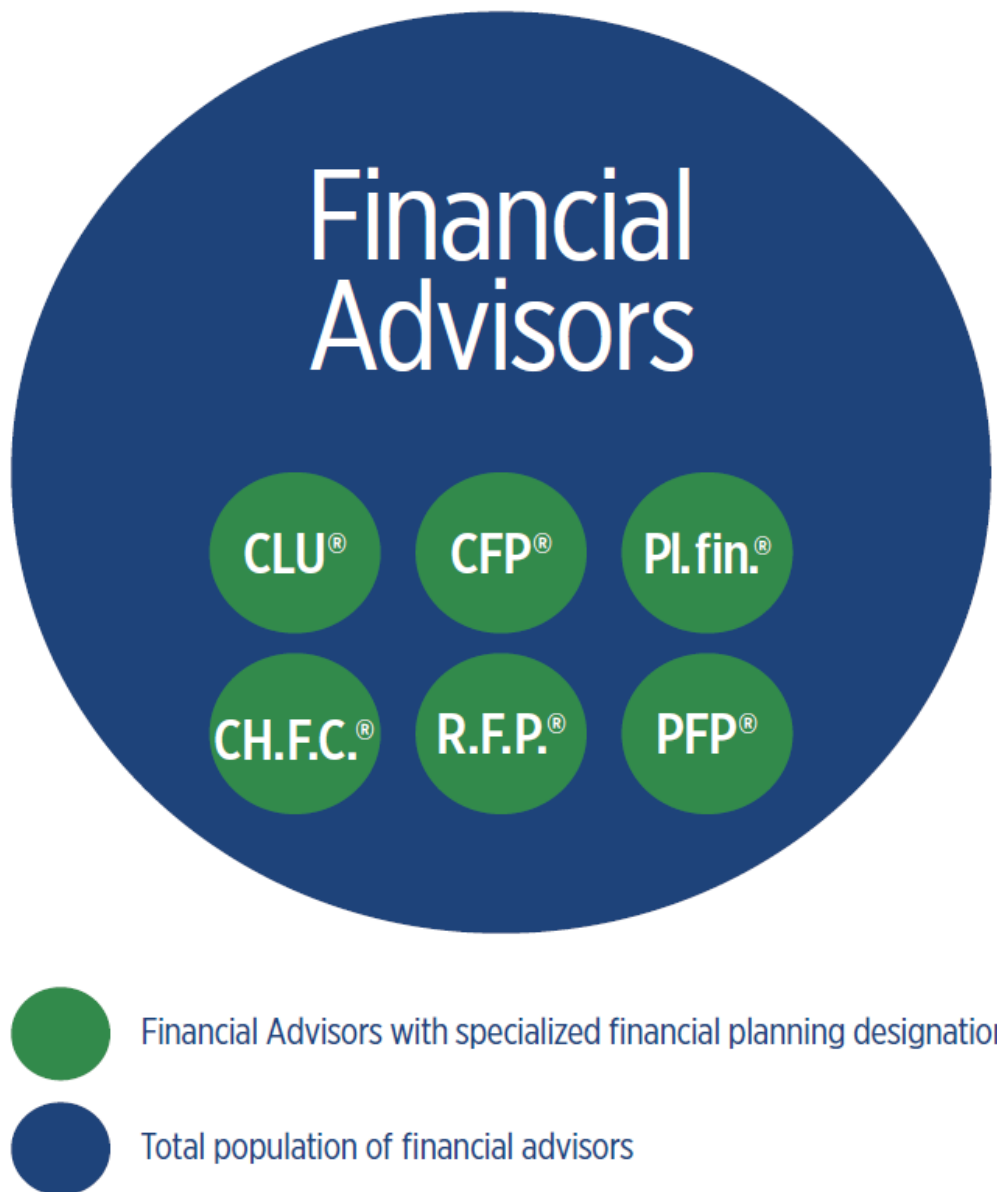 Financial
Advisors
CLU® CFP® Pl.fin.®
CH.F.C.® R.F.P.® PFP®
Financial Advisors with specialized financial planning designation
Total population of financial advisors